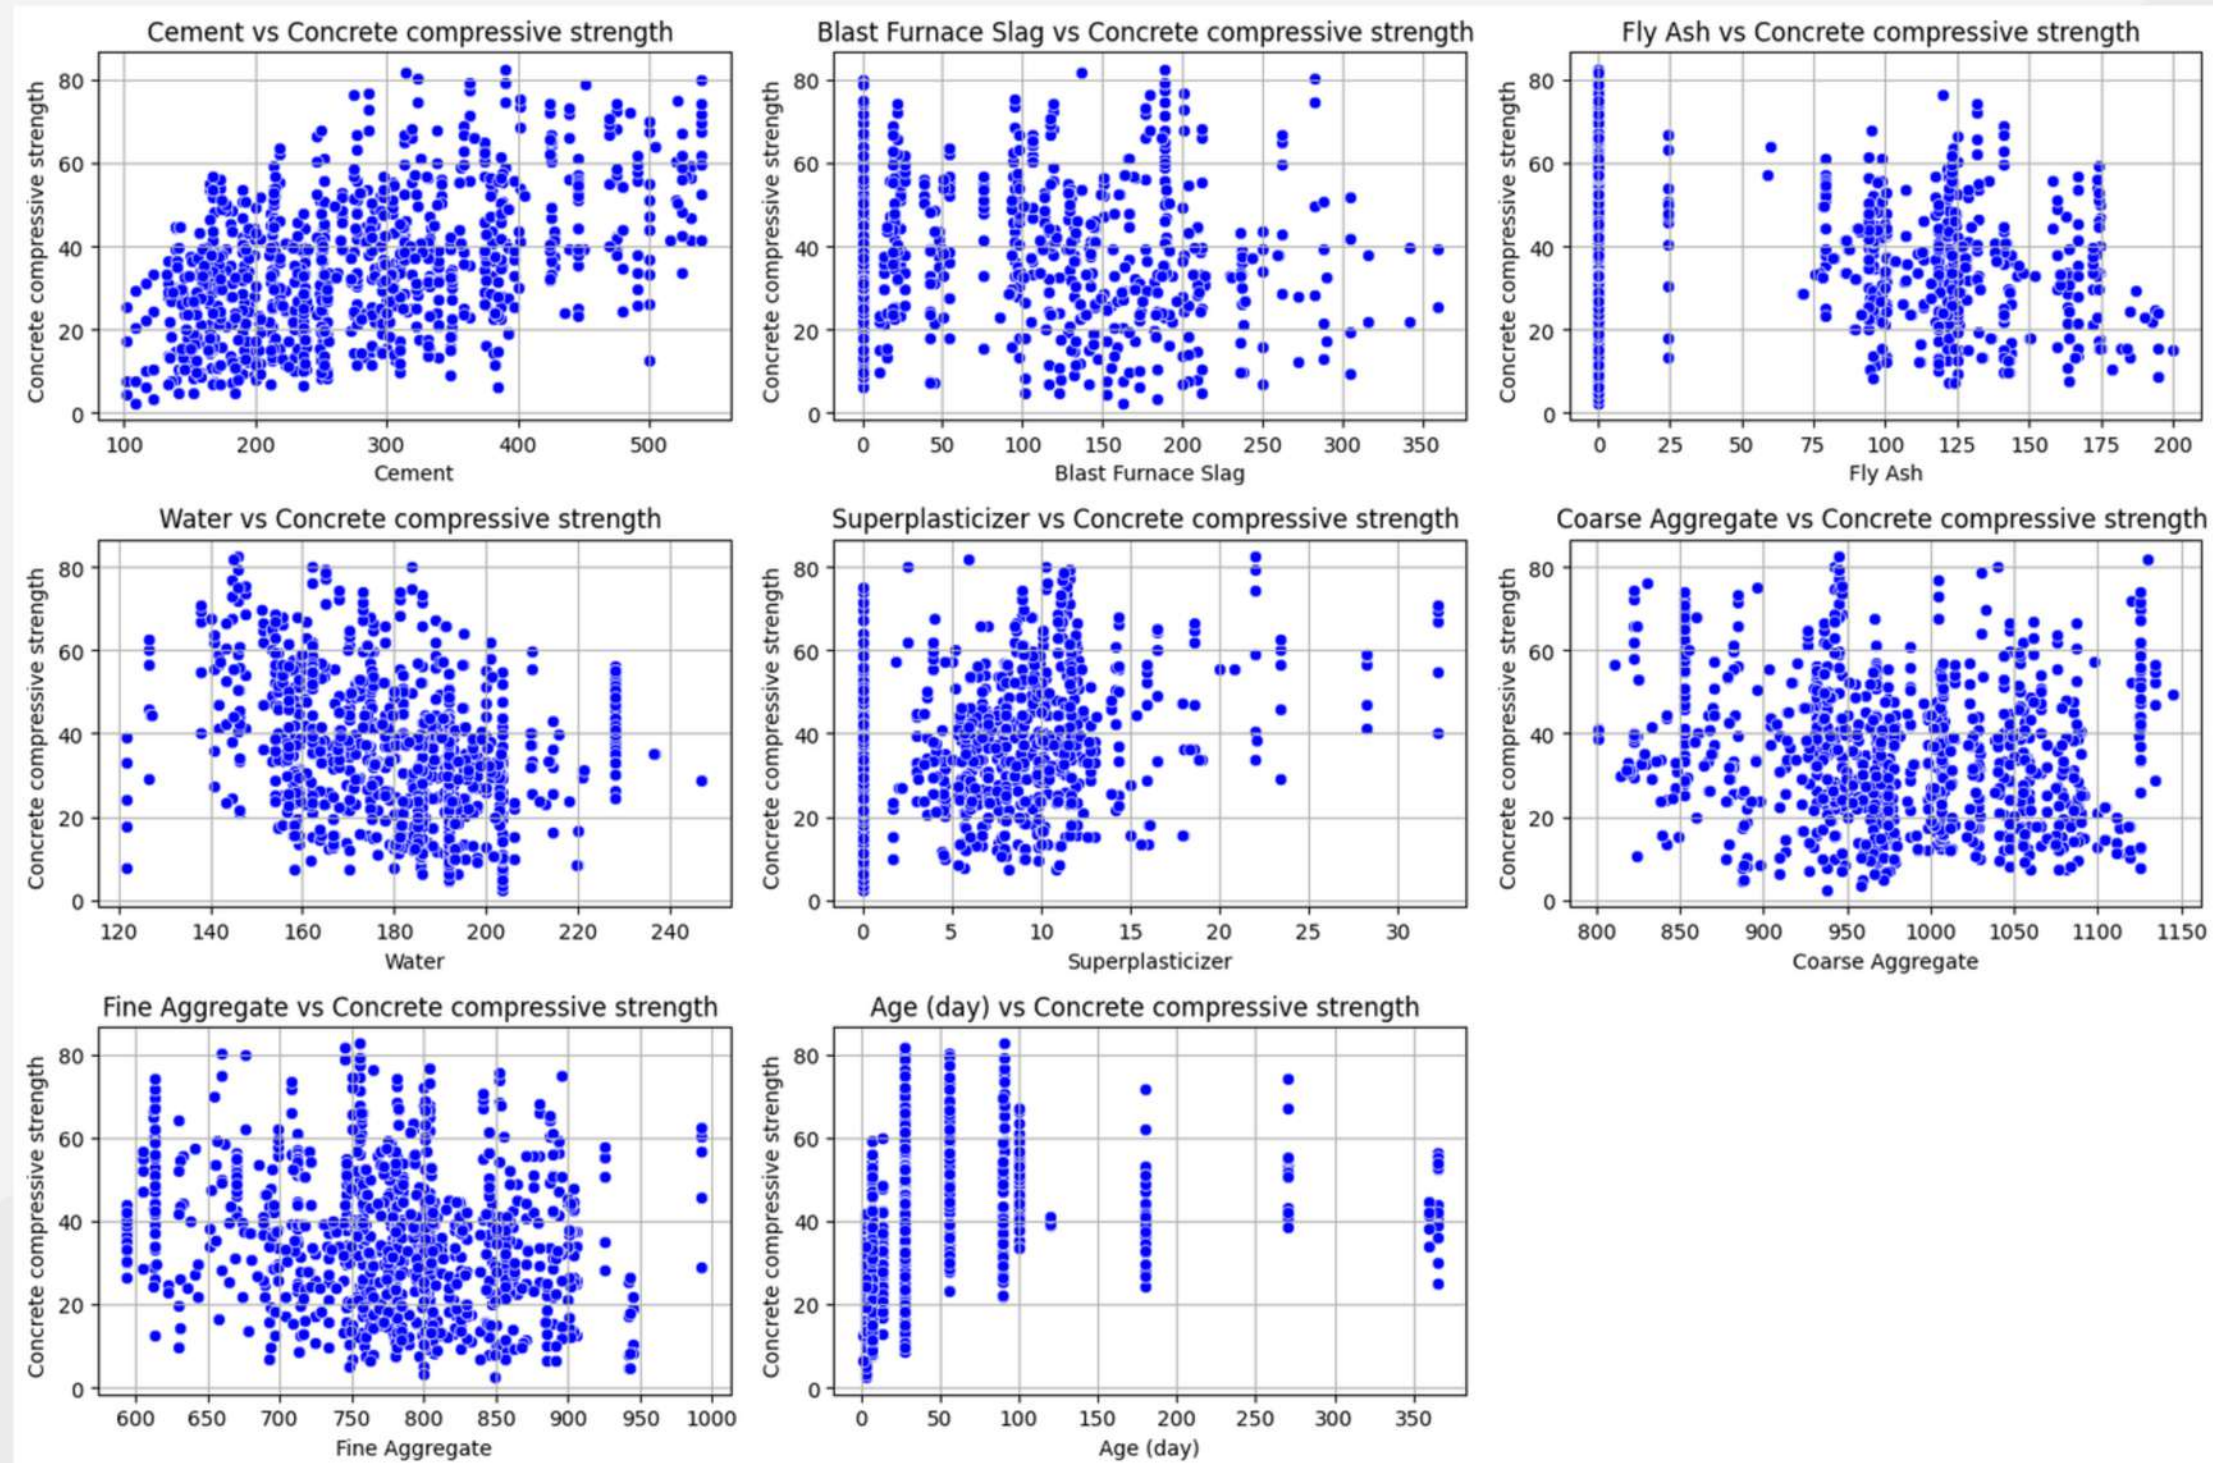 Cement vs Concrete compressive strength
Concrete compressive strength
80
60
40
20
0
100 200 300 400 500
Cement
Blast Furnace Slag vs Concrete compressive strength
Concrete compressive strength
80
60
40
20
0
0 50 100 150 200 250 300 350
Blast Furnace Slag
Fly Ash vs Concrete compressive strength
Concrete compressive strength
80
60
40
20
0
0 25 50 75 100 125 150 175 200
Fly Ash
Water vs Concrete compressive strength
Concrete compressive strength
80
60
40
20
0
120 140 160 180 200 220 240
Water
Superplasticizer vs Concrete compressive strength
Concrete compressive strength
80
60
40
20
0
0 5 10 15 20 25 30
Superplasticizer
Coarse Aggregate vs Concrete compressive strength
Concrete compressive strength
80
60
40
20
0
800 850 900 950 1000 1050 1100 1150
Coarse Aggregate
Fine Aggregate vs Concrete compressive strength
Concrete compressive strength
80
60
40
20
0
600 650 700 750 800 850 900 950 1000
Fine Aggregate
Age (day) vs Concrete compressive strength
Concrete compressive strength
80
60
40
20
0
0 50 100 150 200 250 300 350
Age (day)